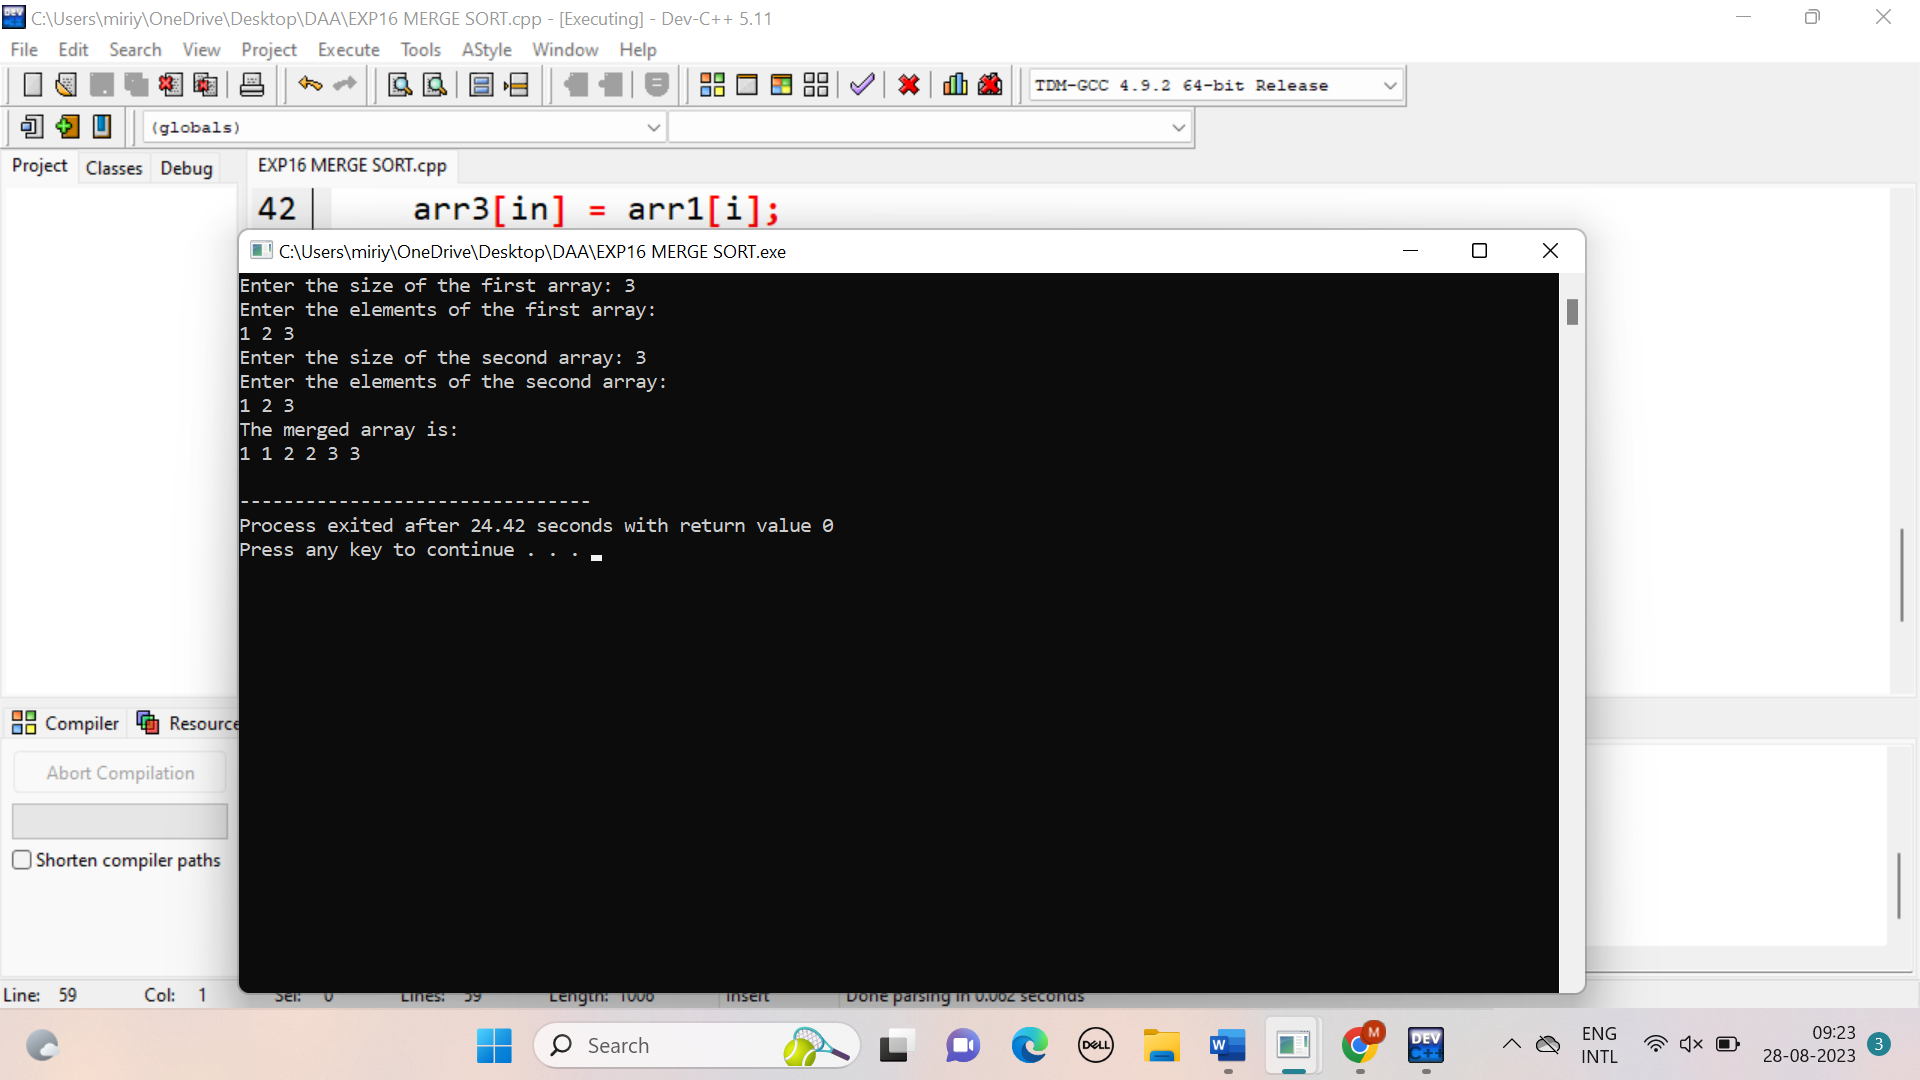 C:\Users\miriy\OneDrive\Desktop\DAA\EXP16 MERGE SORT.cpp - [Executing] - Dev-C++ 5.11
File Edit Search View Project Execute Tools AStyle Window Help
TDM-GCC 4.9.2 64-bit Release
(globals)
Project Classes Debug EXP16 MERGE SORT.cpp
42 arr3[in] = arr1[i];
C:\Users\miriy\OneDrive\Desktop\DAA\EXP16 MERGE SORT.exe
Enter the size of the first array: 3
Enter the elements of the first array:
1 2 3
Enter the size of the second array: 3
Enter the elements of the second array:
1 2 3
The merged array is:
1 1 2 2 3 3
--------------------------------
Process exited after 24.42 seconds with return value 0
Press any key to continue . . .
Compiler Resource
Abort Compilation
Shorten compiler paths
Line: 59 Col: 1 Sel: 0 Lines: 59 Length: 1006 Insert Done parsing in 0.062 seconds
Search
DELL
W
M
DEV
C++
ENG
INTL
09:23
28-08-2023
3